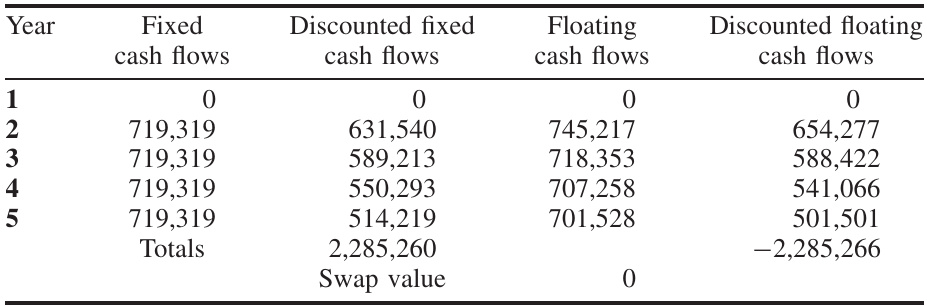 Year Fixed Discounted fixed Floating Discounted floating
cash flows cash flows cash flows cash flows
1 0 0 0 0
2 719,319 631,540 745,217 654,277
3 719,319 589,213 718,353 588,422
4 719,319 550,293 707,258 541,066
5 719,319 514,219 701,528 501,501
Totals 2,285,260 −2,285,266
Swap value 0